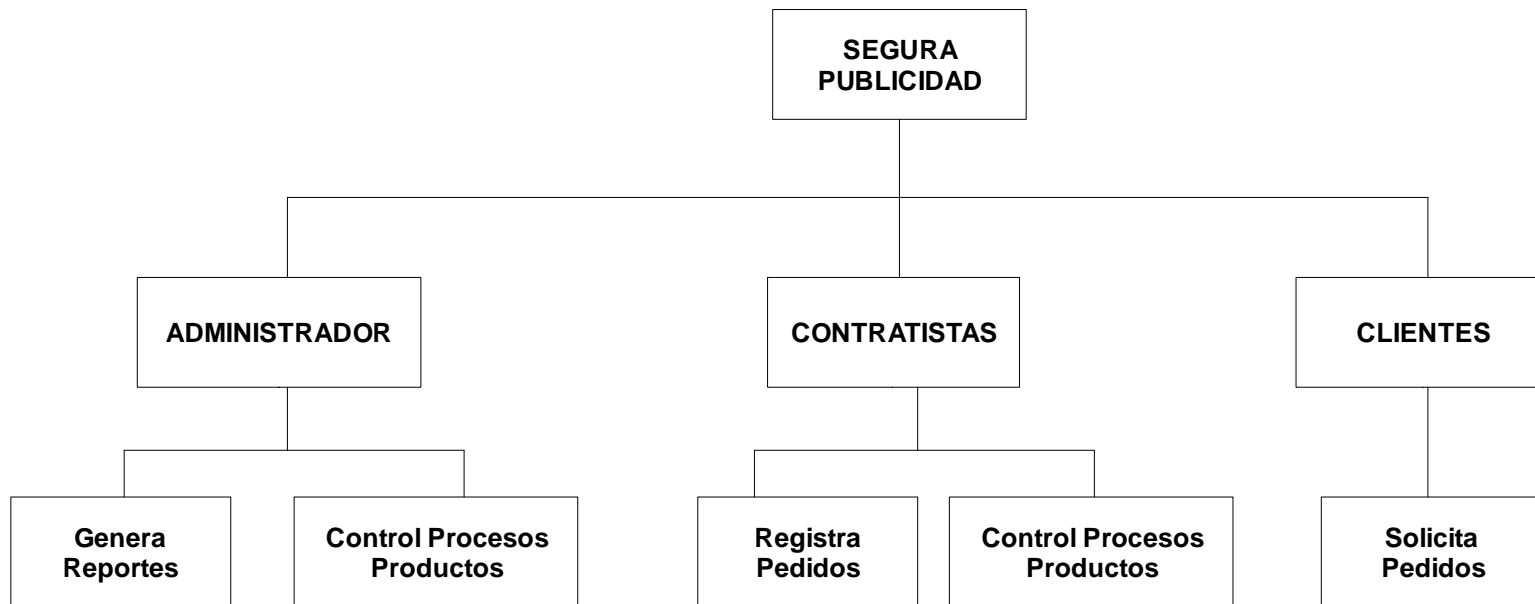 SEGURA
PUBLICIDAD
ADMINISTRADOR
CONTRATISTAS
CLIENTES
Genera
Reportes
Control Procesos
Productos
Registra
Pedidos
Control Procesos
Productos
Solicita
Pedidos